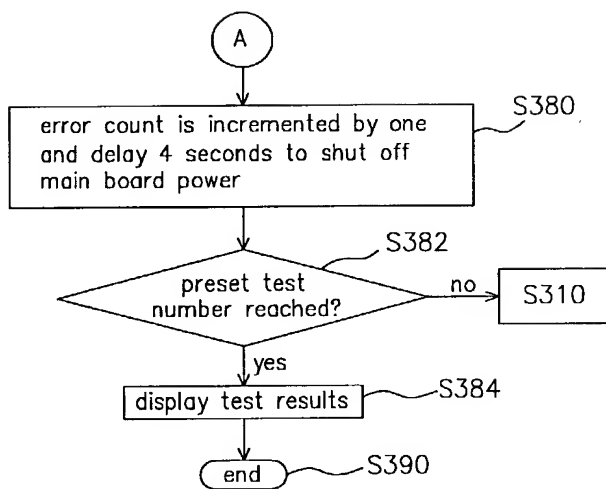 A
error count is incremented by one
and delay 4 seconds to shut off
main board power
S380
preset test
number reached?
S382
no
S310
yes
display test results
S384
end
S390